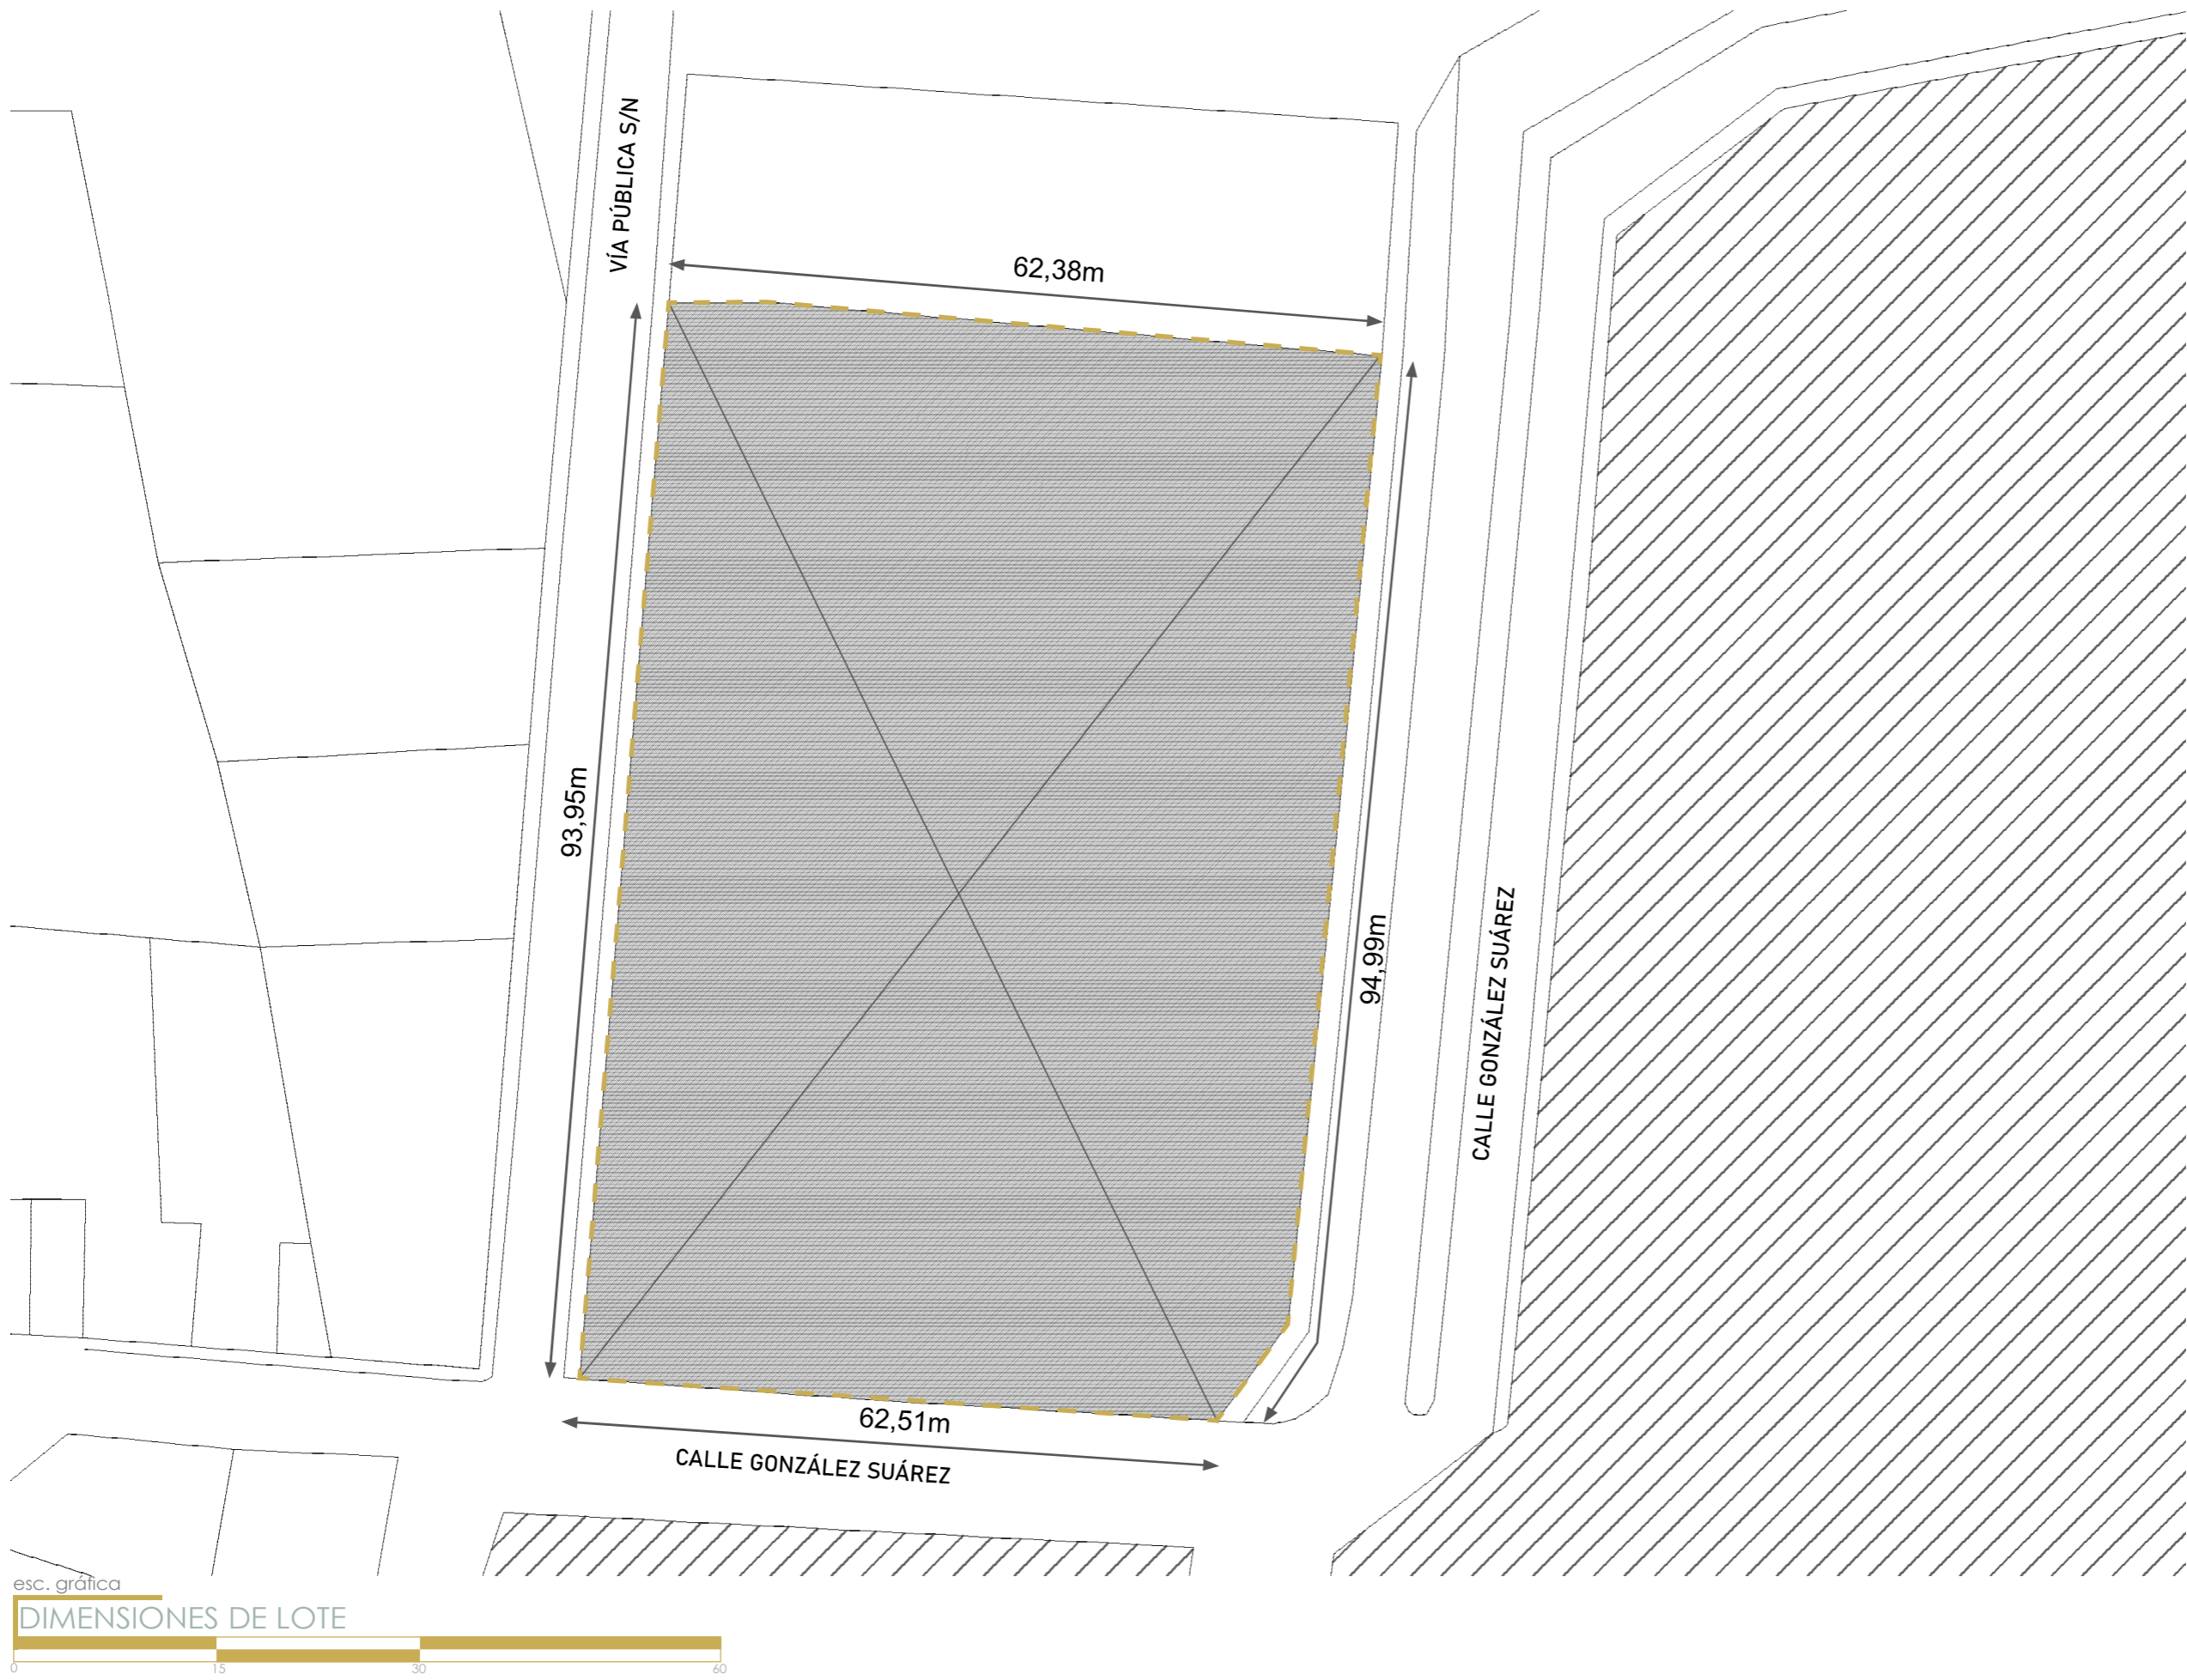 VÍA PÚBLICA S/N
62,38m
93,95m
94,99m
CALLE GONZÁLEZ SUÁREZ
62,51m
CALLE GONZÁLEZ SUÁREZ
esc. gráfica
DIMENSIONES DE LOTE
0 15 30 60